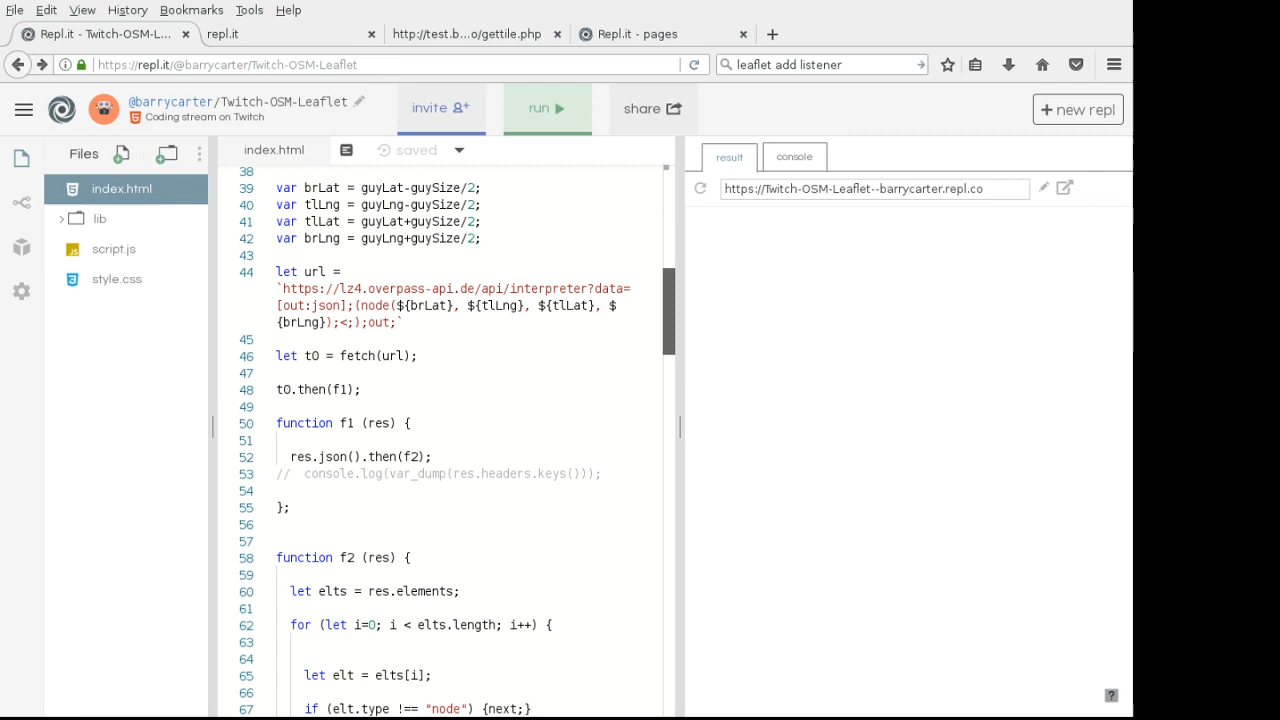 File Edit View History Bookmarks Tools Help
Repl.it - Twitch-OSM-L... × repl.it × http://test.b...o/gettile.php × Repl.it - pages × +
https://repl.it/@barrycarter/Twitch-OSM-Leaflet leaflet add listener
@barrycarter/Twitch-OSM-Leaflet
Coding stream on Twitch
invite run share + new repl
Files index.html saved result console
index.html
lib
script.js
style.css
https://Twitch-OSM-Leaflet--barrycarter.repl.co
38
39 var brLat = guyLat-guySize/2;
40 var tlLng = guyLng-guySize/2;
41 var tlLat = guyLat+guySize/2;
42 var brLng = guyLng+guySize/2;
43
44 let url =
`https://lz4.overpass-api.de/api/interpreter?data=
[out:json];(node(${brLat}, ${tlLng}, ${tlLat}, $
{brLng});<;);out;`
45
46 let t0 = fetch(url);
47
48 t0.then(f1);
49
50 function f1 (res) {
51
52 res.json().then(f2);
53 //  console.log(var_dump(res.headers.keys()));
54
55 };
56
57
58 function f2 (res) {
59
60 let elts = res.elements;
61
62 for (let i=0; i < elts.length; i++) {
63
64
65 let elt = elts[i];
66
67 if (elt.type !== "node") {next;}
?